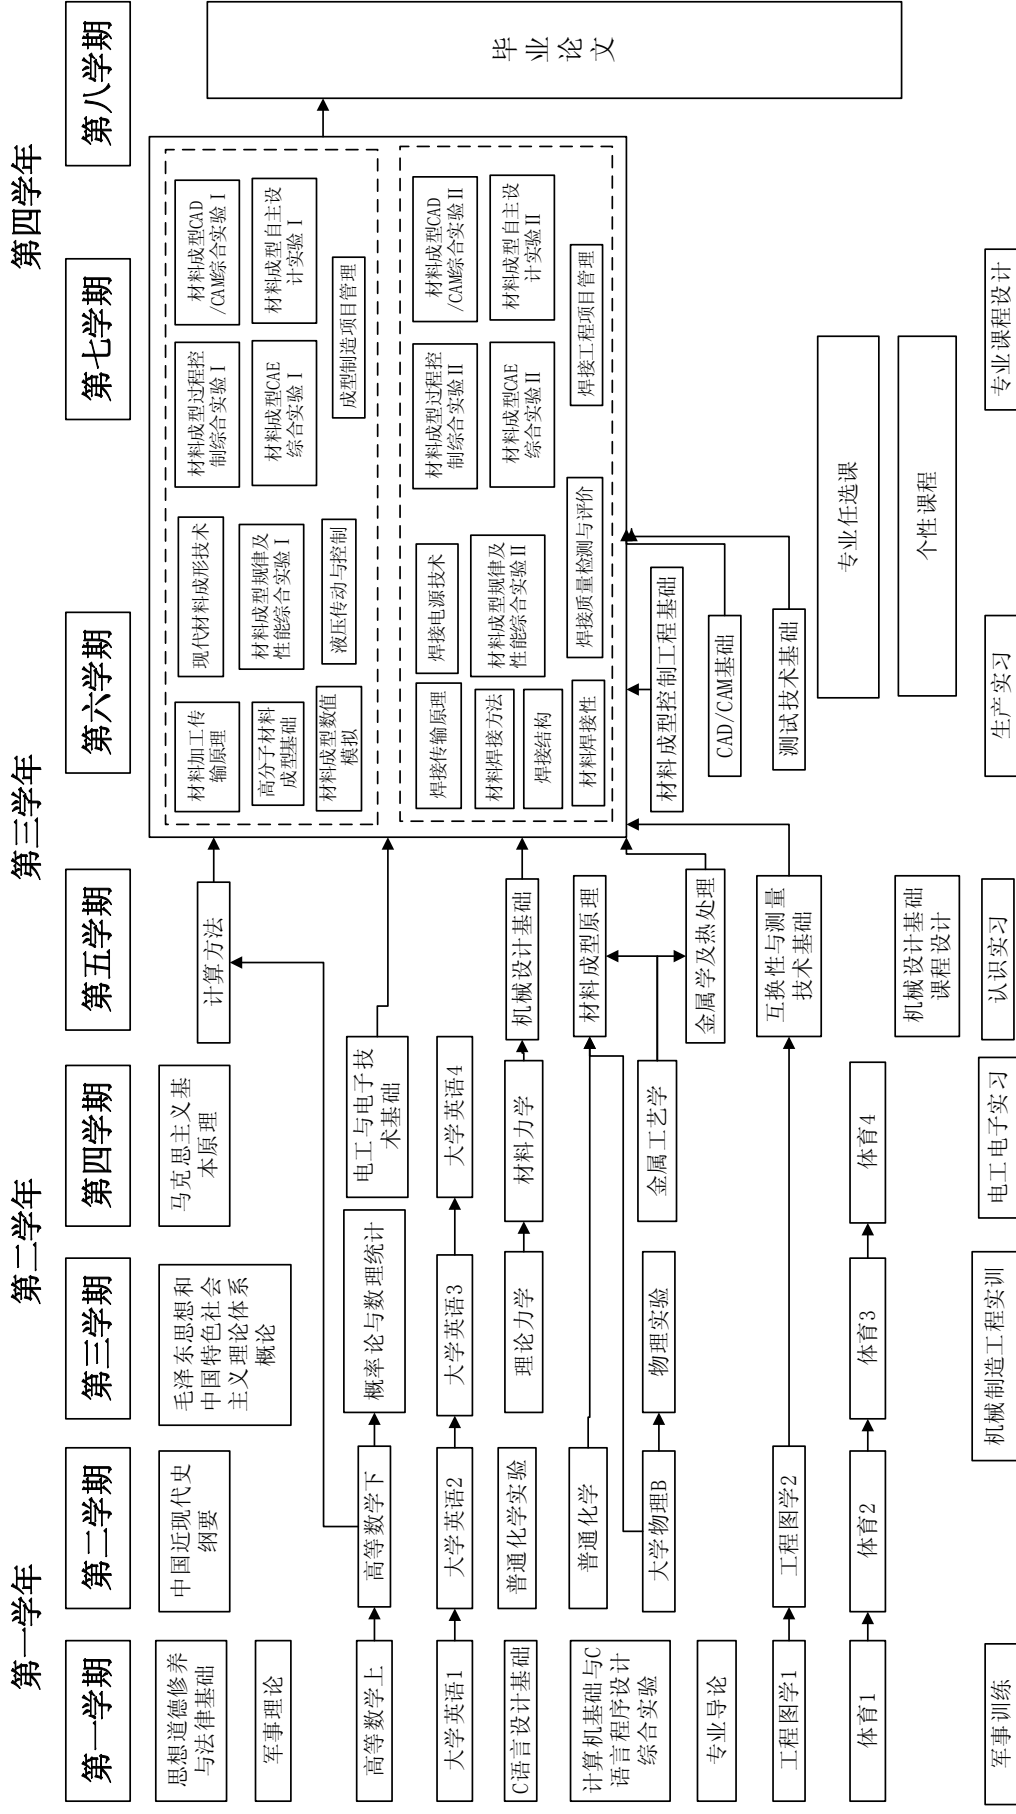 第一学年
第二学年
第三学年
第四学年
第一学期
第二学期
第三学期
第四学期
第五学期
第六学期
第七学期
第八学期
思想道德修养
与法律基础
军事理论
高等数学上
大学英语1
C语言设计基础
计算机基础与C
语言程序设计
综合实验
专业导论
工程图学1
体育1
军事训练
中国近现代史
纲要
高等数学下
大学英语2
普通化学实验
普通化学
大学物理B
工程图学2
体育2
毛泽东思想和
中国特色社会
主义理论体系
概论
概率论与数理统计
大学英语3
理论力学
物理实验
体育3
机械制造工程实训
马克思主义基
本原理
电工与电子技
术基础
大学英语4
材料力学
金属工艺学
体育4
电工电子实习
计算方法
机械设计基础
材料成型原理
金属学及热处理
互换性与测量
技术基础
机械设计基础
课程设计
认识实习
材料加工传
输原理
高分子材料
成型基础
材料成型数值
模拟
现代材料成形技术
材料成型规律及
性能综合实验Ⅰ
液压传动与控制
材料成型过程控
制综合实验Ⅰ
材料成型CAE
综合实验Ⅰ
材料成型CAD
/CAM综合实验Ⅰ
材料成型自主设
计实验Ⅰ
成型制造项目管理
焊接传输原理
材料焊接方法
焊接结构
材料焊接性
焊接电源技术
材料成型规律及
性能综合实验Ⅱ
焊接质量检测与评价
材料成型过程控
制综合实验Ⅱ
材料成型CAE
综合实验Ⅱ
材料成型CAD
/CAM综合实验Ⅱ
材料成型自主设
计实验Ⅱ
焊接工程项目管理
材料成型控制工程基础
CAD/CAM基础
测试技术基础
专业任选课
个性课程
生产实习
专业课程设计
毕业论文